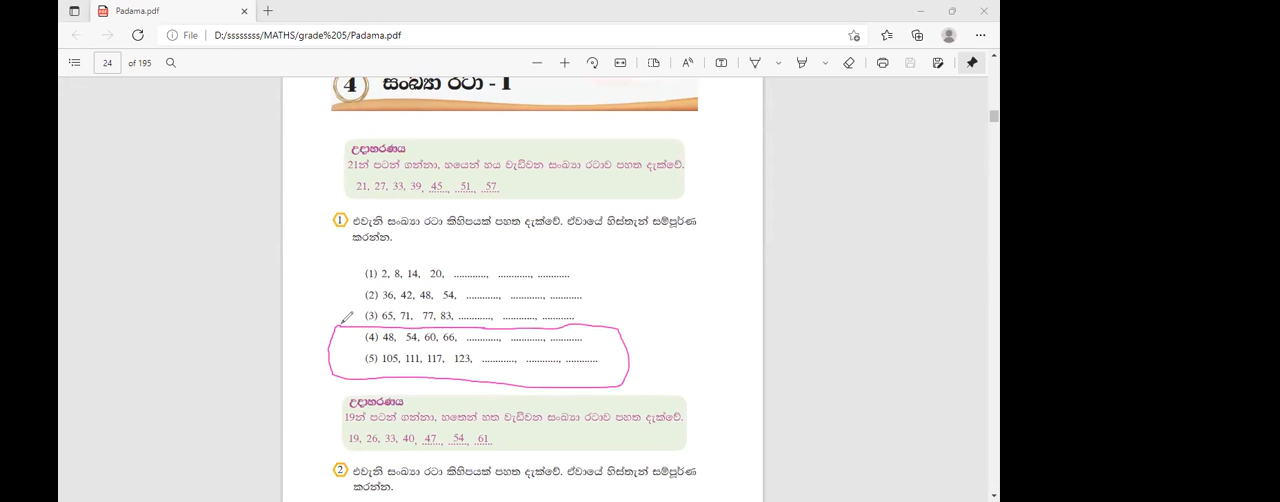 Padama.pdf
File D:/ssssssss/MATHS/grade%205/Padama.pdf
24 of 195
4 සංඛ්‍යා රටා - I
උදාහරණය
21න් පටන් ගන්නා, හයෙන් හය වැඩිවන සංඛ්‍යා රටාව පහත දැක්වේ.
21, 27, 33, 39, 45, 51, 57
1 එවැනි සංඛ්‍යා රටා කිහිපයක් පහත දැක්වේ. ඒවායේ හිස්තැන් සම්පූර්ණ
කරන්න.
(1) 2, 8, 14, 20, ............, ............, ............
(2) 36, 42, 48, 54, ............, ............, ............
(3) 65, 71, 77, 83, ............, ............, ............
(4) 48, 54, 60, 66, ............, ............, ............
(5) 105, 111, 117, 123, ............, ............, ............
උදාහරණය
19න් පටන් ගන්නා, හතෙන් හත වැඩිවන සංඛ්‍යා රටාව පහත දැක්වේ.
19, 26, 33, 40, 47, 54, 61
2 එවැනි සංඛ්‍යා රටා කිහිපයක් පහත දැක්වේ. ඒවායේ හිස්තැන් සම්පූර්ණ
කරන්න.